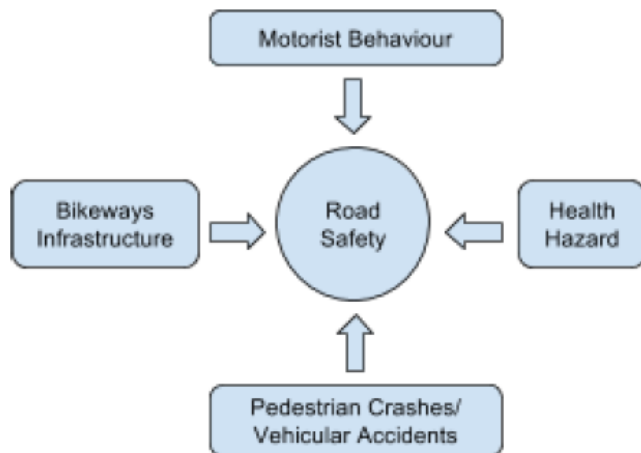 Motorist Behaviour
Bikeways
Infrastructure
Road
Safety
Health
Hazard
Pedestrian Crashes/
Vehicular Accidents